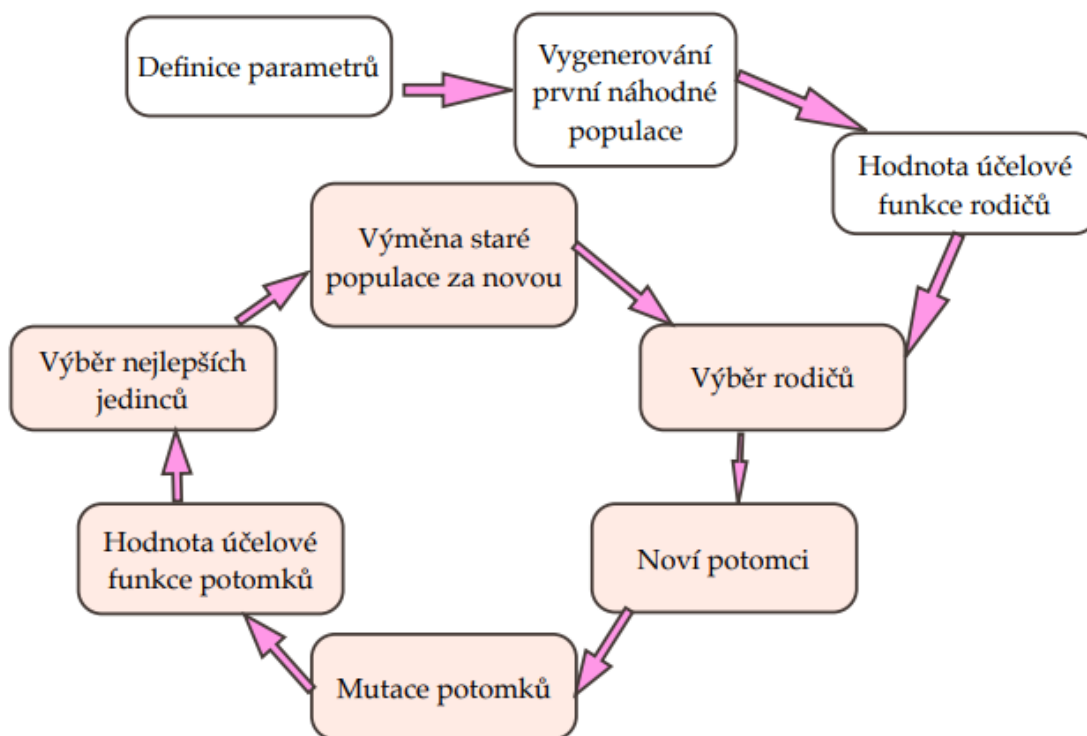 Definice parametrů
Vygenerování
první náhodné
populace
Hodnota účelové
funkce rodičů
Výměna staré
populace za novou
Výběr rodičů
Výběr nejlepších
jedinců
Noví potomci
Hodnota účelové
funkce potomků
Mutace potomků